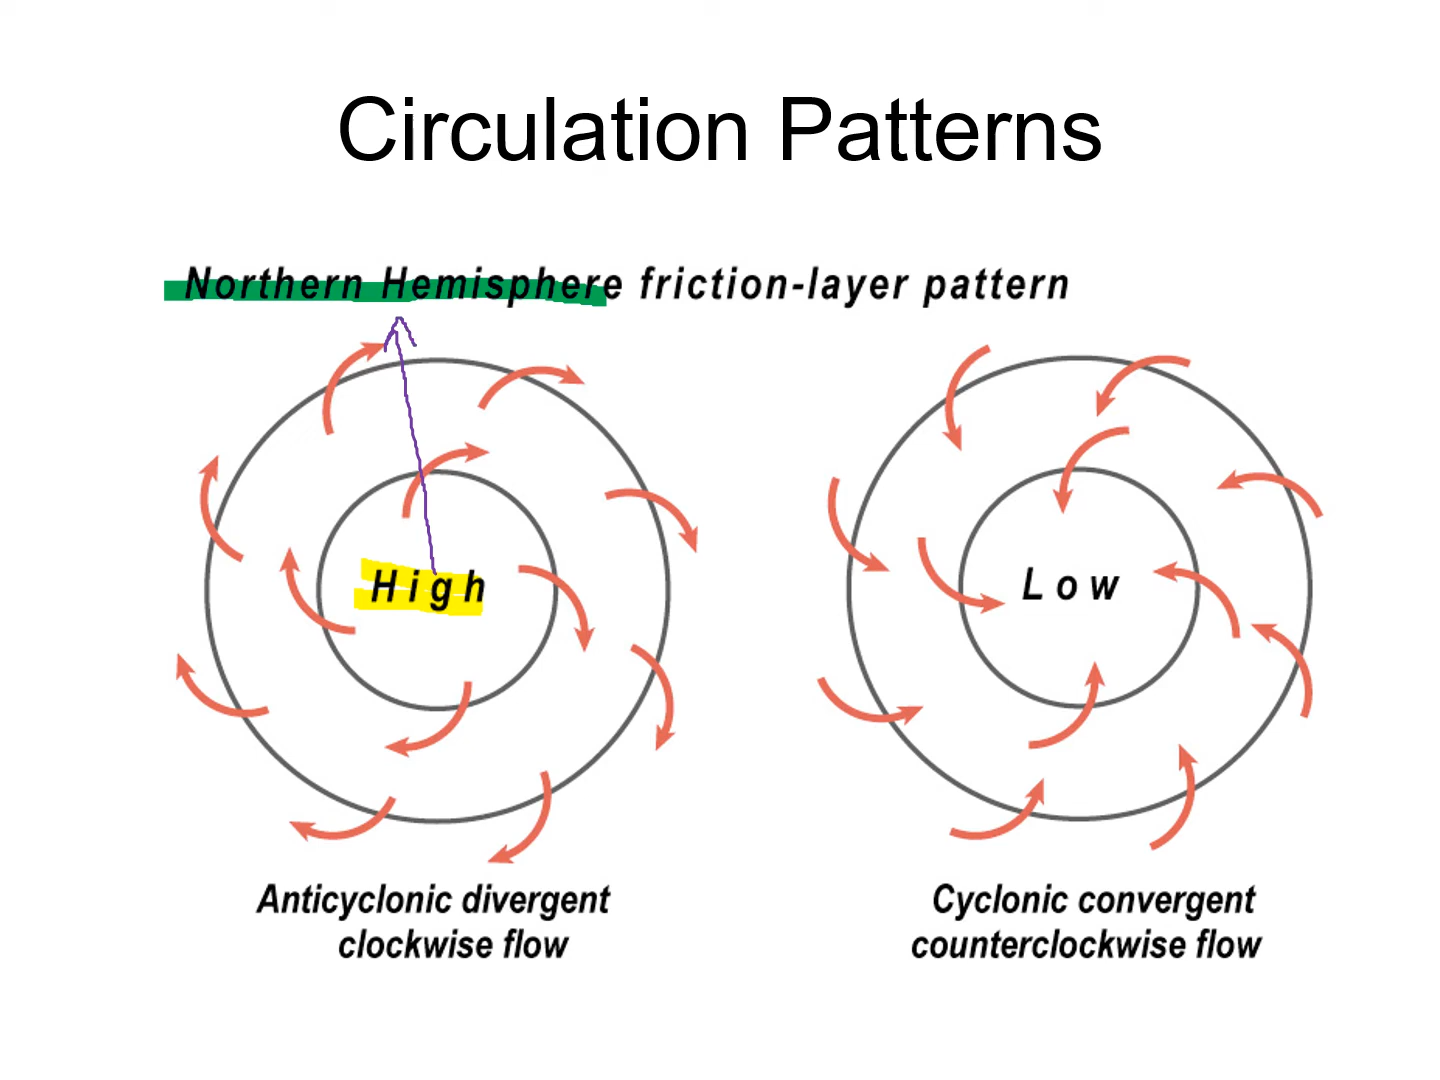 Circulation Patterns
Northern Hemisphere friction-layer pattern
High
Low
Anticyclonic divergent
clockwise flow
Cyclonic convergent
counterclockwise flow